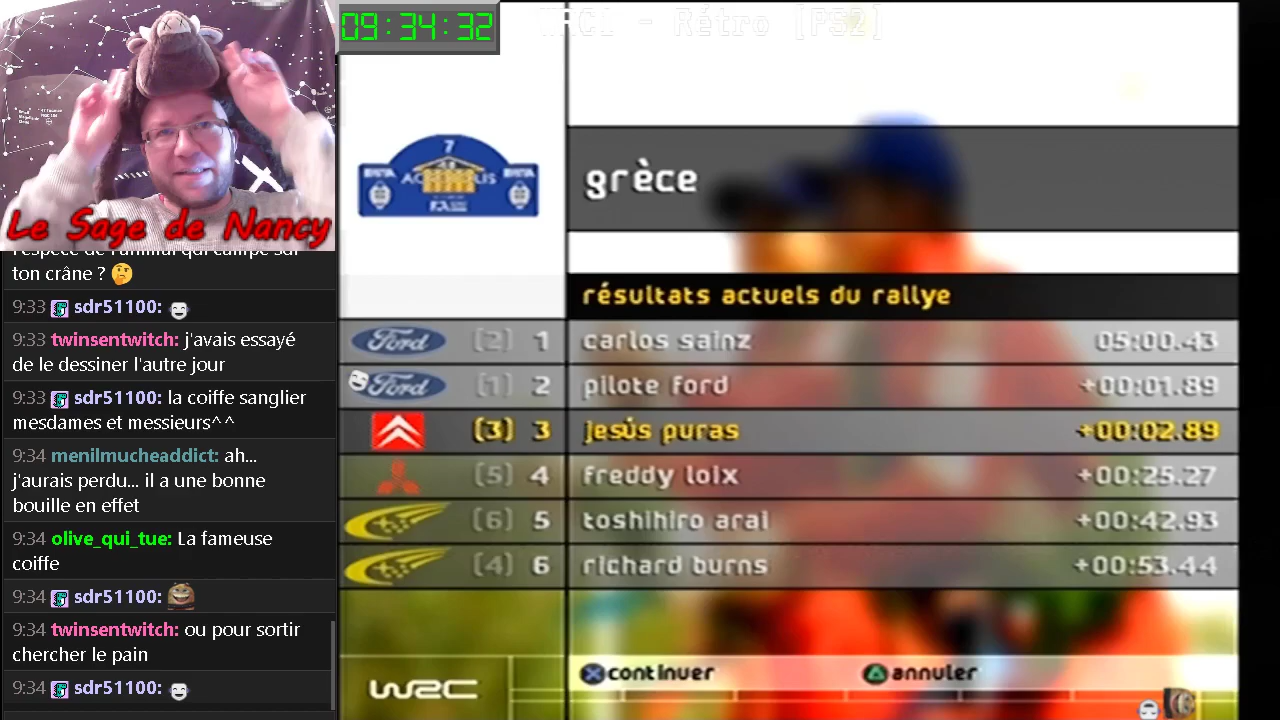 09:34:32
WRC1 - Rétro [PS2]
Le Sage de Nancy
ton crâne ?
9:33 sdr51100:
9:33 twinsentwitch: j'avais essayé
de le dessiner l'autre jour
9:33 sdr51100: la coiffe sanglier
mesdames et messieurs^^
9:34 menilmucheaddict: ah...
jaurais perdu... il a une bonne
bouille en effet
9:34 olive_qui_tue: La fameuse
coiffe
9:34 sdr51100:
9:34 twinsentwitch: ou pour sortir
chercher le pain
9:34 sdr51100:
7
ACROPOLIS
grèce
résultats actuels du rallye
Ford (2) 1 carlos sainz 05:00.43
Ford (1) 2 pilote ford +00:01.89
(3) 3 jesús puras +00:02.89
(5) 4 freddy loix +00:25.27
(6) 5 toshihiro arai +00:42.93
(4) 6 richard burns +00:53.44
WRC
continuer
annuler